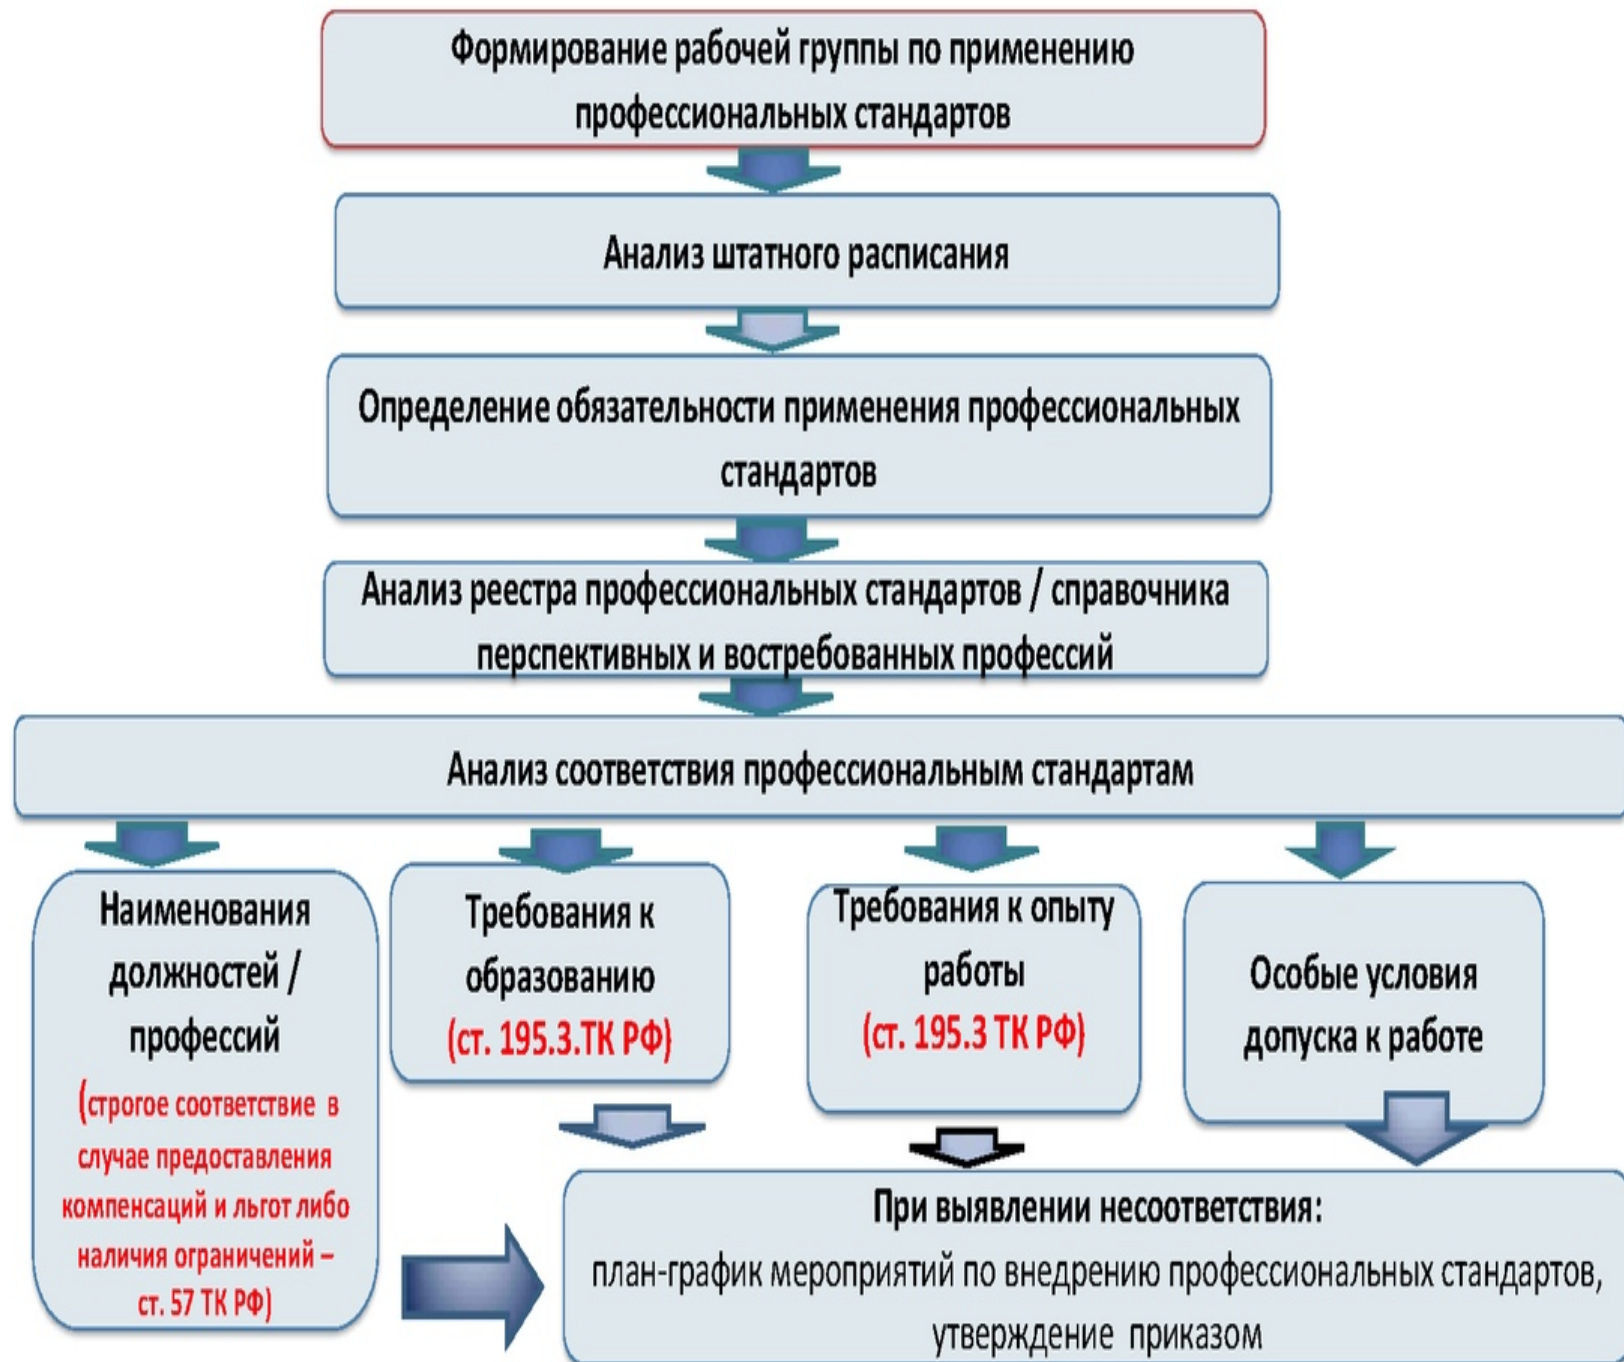 Формирование рабочей группы по применению
профессиональных стандартов
Анализ штатного расписания
Определение обязательности применения профессиональных
стандартов
Анализ реестра профессиональных стандартов / справочника
перспективных и востребованных профессий
Анализ соответствия профессиональным стандартам
Наименования
должностей /
профессий
(строгое соответствие в
случае предоставления
компенсаций и льгот либо
наличия ограничений –
ст. 57 ТК РФ)
Требования к
образованию
(ст. 195.3.ТК РФ)
Требования к опыту
работы
(ст. 195.3 ТК РФ)
Особые условия
допуска к работе
При выявлении несоответствия:
план-график мероприятий по внедрению профессиональных стандартов,
утверждение приказом